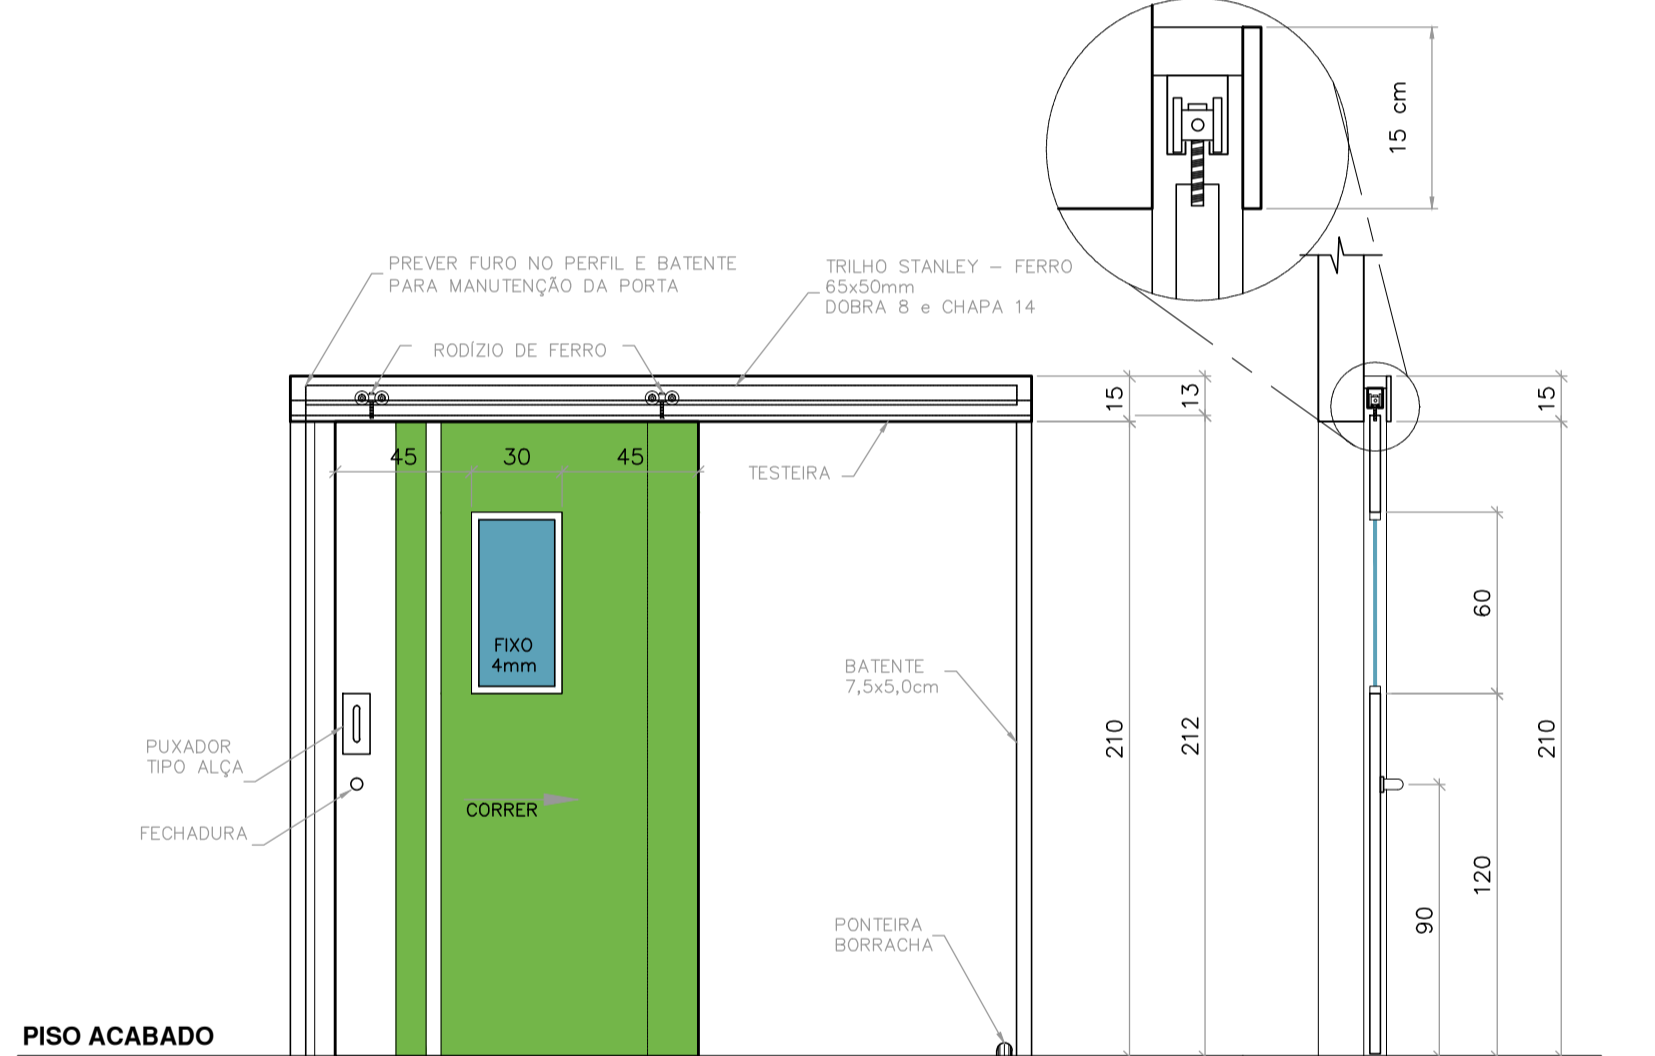 15 cm
PREVER FURO NO PERFIL E BATENTE
PARA MANUTENÇÃO DA PORTA
TRILHO STANLEY – FERRO
65x50mm
DOBRA 8 e CHAPA 14
RODÍZIO DE FERRO
15
13
15
45
30
45
TESTEIRA
60
FIXO
4mm
BATENTE
7,5x5,0cm
210
212
210
PUXADOR
TIPO ALÇA
CORRER
FECHADURA
120
90
PONTEIRA
BORRACHA
PISO ACABADO